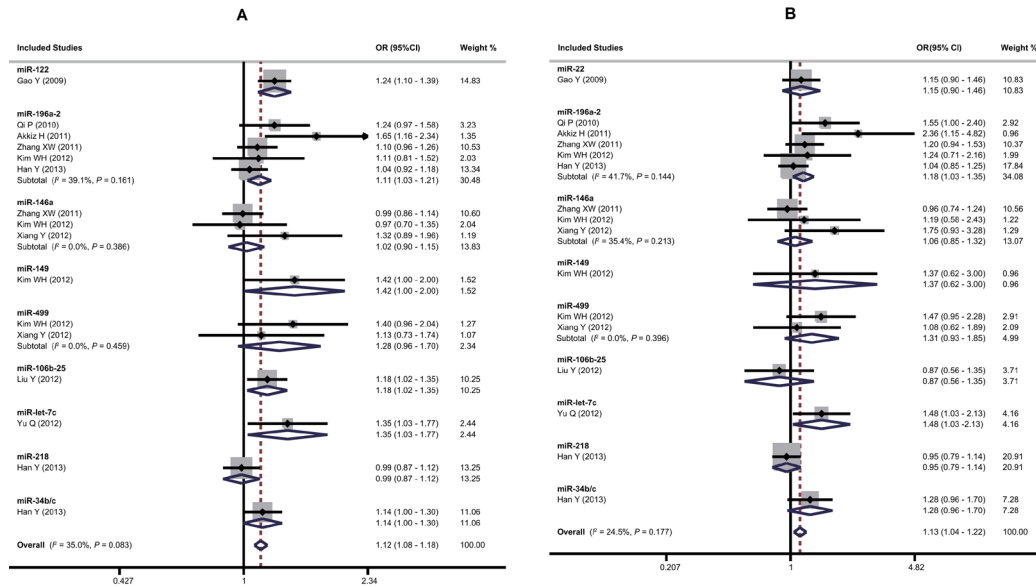 A
Included Studies OR (95%CI) Weight %
miR-122
Gao Y (2009) 1.24 (1.10 - 1.39) 14.83
miR-196a-2
Qi P (2010) 1.24 (0.97 - 1.58) 3.23
Akkiz H (2011) 1.65 (1.16 - 2.34) 1.35
Zhang XW (2011) 1.10 (0.96 - 1.26) 10.53
Kim WH (2012) 1.11 (0.81 - 1.52) 2.03
Han Y (2013) 1.04 (0.92 - 1.18) 13.34
Subtotal (I² = 39.1%, P = 0.161) 1.11 (1.03 - 1.21) 30.48
miR-146a
Zhang XW (2011) 0.99 (0.86 - 1.14) 10.60
Kim WH (2012) 0.97 (0.70 - 1.35) 2.04
Xiang Y (2012) 1.32 (0.89 - 1.96) 1.19
Subtotal (I² = 0.0%, P = 0.386) 1.02 (0.90 - 1.15) 13.83
miR-149
Kim WH (2012) 1.42 (1.00 - 2.00) 1.52
1.42 (1.00 - 2.00) 1.52
miR-499
Kim WH (2012) 1.40 (0.96 - 2.04) 1.27
Xiang Y (2012) 1.13 (0.73 - 1.74) 1.07
Subtotal (I² = 0.0%, P = 0.459) 1.28 (0.96 - 1.70) 2.34
miR-106b-25
Liu Y (2012) 1.18 (1.02 - 1.35) 10.25
1.18 (1.02 - 1.35) 10.25
miR-let-7c
Yu Q (2012) 1.35 (1.03 - 1.77) 2.44
1.35 (1.03 - 1.77) 2.44
miR-218
Han Y (2013) 0.99 (0.87 - 1.12) 13.25
0.99 (0.87 - 1.12) 13.25
miR-34b/c
Han Y (2013) 1.14 (1.00 - 1.30) 11.06
1.14 (1.00 - 1.30) 11.06
Overall (I² = 35.0%, P = 0.083) 1.12 (1.08 - 1.18) 100.00
0.427 1 2.34
B
Included Studies OR(95% CI) Weight %
miR-22
Gao Y (2009) 1.15 (0.90 - 1.46) 10.83
1.15 (0.90 - 1.46) 10.83
miR-196a-2
Qi P (2010) 1.55 (1.00 - 2.40) 2.92
Akkiz H (2011) 2.36 (1.15 - 4.82) 0.96
Zhang XW (2011) 1.20 (0.94 - 1.53) 10.37
Kim WH (2012) 1.24 (0.71 - 2.16) 1.99
Han Y (2013) 1.04 (0.85 - 1.25) 17.84
Subtotal (I² = 41.7%, P = 0.144) 1.18 (1.03 - 1.35) 34.08
miR-146a
Zhang XW (2011) 0.96 (0.74 - 1.24) 10.56
Kim WH (2012) 1.19 (0.58 - 2.43) 1.22
Xiang Y (2012) 1.75 (0.93 - 3.28) 1.29
Subtotal (I² = 35.4%, P = 0.213) 1.06 (0.85 - 1.32) 13.07
miR-149
Kim WH (2012) 1.37 (0.62 - 3.00) 0.96
1.37 (0.62 - 3.00) 0.96
miR-499
Kim WH (2012) 1.47 (0.95 - 2.28) 2.91
Xiang Y (2012) 1.08 (0.62 - 1.89) 2.09
Subtotal (I² = 0.0%, P = 0.396) 1.31 (0.93 - 1.85) 4.99
miR-106b-25
Liu Y (2012) 0.87 (0.56 - 1.35) 3.71
0.87 (0.56 - 1.35) 3.71
miR-let-7c
Yu Q (2012) 1.48 (1.03 - 2.13) 4.16
1.48 (1.03 -2.13) 4.16
miR-218
Han Y (2013) 0.95 (0.79 - 1.14) 20.91
0.95 (0.79 - 1.14) 20.91
miR-34b/c
Han Y (2013) 1.28 (0.96 - 1.70) 7.28
1.28 (0.96 - 1.70) 7.28
Overall (I² = 24.5%, P = 0.177) 1.13 (1.04 - 1.22) 100.00
0.207 1 4.82